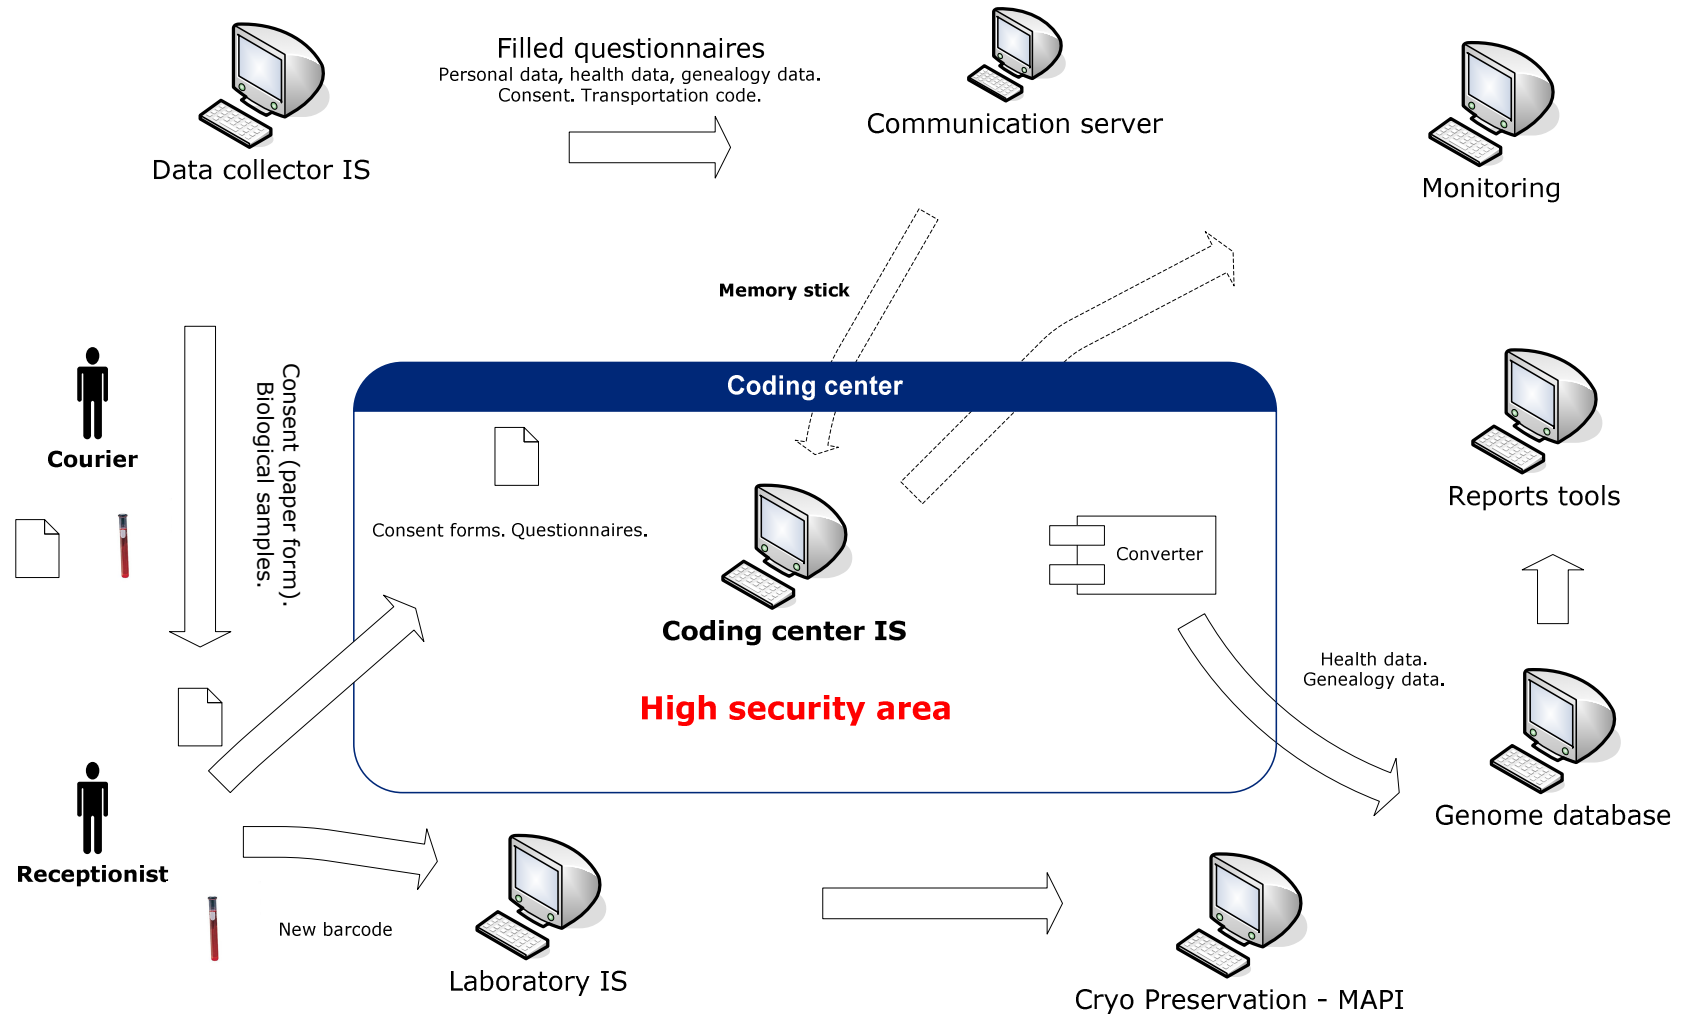 Filled questionnaires
Personal data, health data, genealogy data.
Consent. Transportation code.
Communication server
Data collector IS
Monitoring
Memory stick
Coding center
Courier
Consent (paper form).
Biological samples.
Consent forms. Questionnaires.
Converter
Reports tools
Coding center IS
High security area
Health data.
Genealogy data.
Genome database
Receptionist
New barcode
Laboratory IS
Cryo Preservation - MAPI